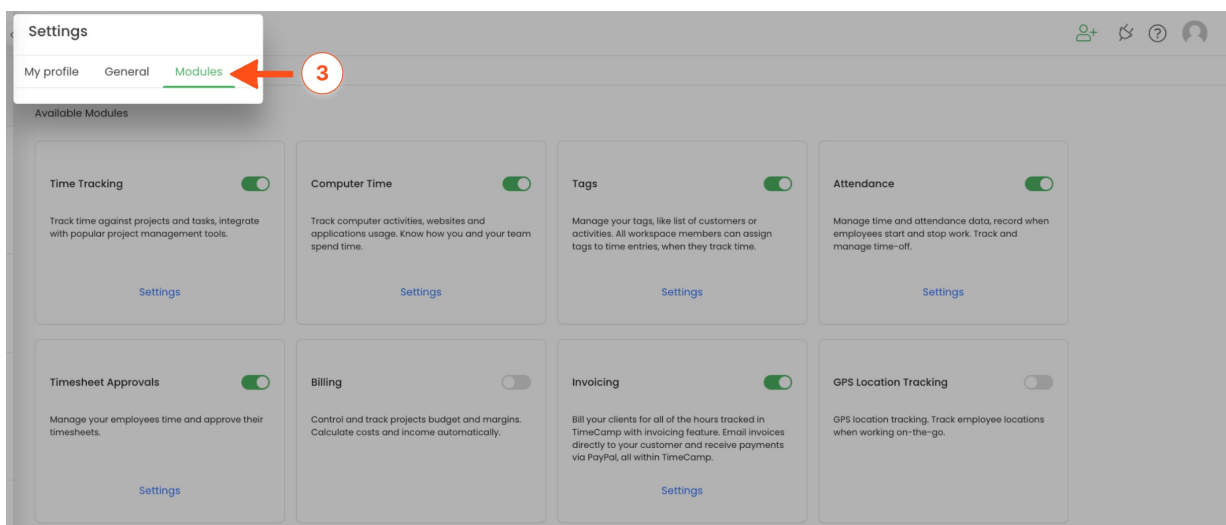 Settings
My profile General Modules
3
Available Modules
Time Tracking
Track time against projects and tasks, integrate
with popular project management tools.
Settings
Computer Time
Track computer activities, websites and
applications usage. Know how you and your team
spend time.
Settings
Tags
Manage your tags, like list of customers or
activities. All workspace members can assign
tags to time entries, when they track time.
Settings
Attendance
Manage time and attendance data, record when
employees start and stop work. Track and
manage time-off.
Settings
Timesheet Approvals
Manage your employees time and approve their
timesheets.
Settings
Billing
Control and track projects budget and margins.
Calculate costs and income automatically.
Invoicing
Bill your clients for all of the hours tracked in
TimeCamp with invoicing feature. Email invoices
directly to your customer and receive payments
via PayPal, all within TimeCamp.
Settings
GPS Location Tracking
GPS location tracking. Track employee locations
when working on-the-go.